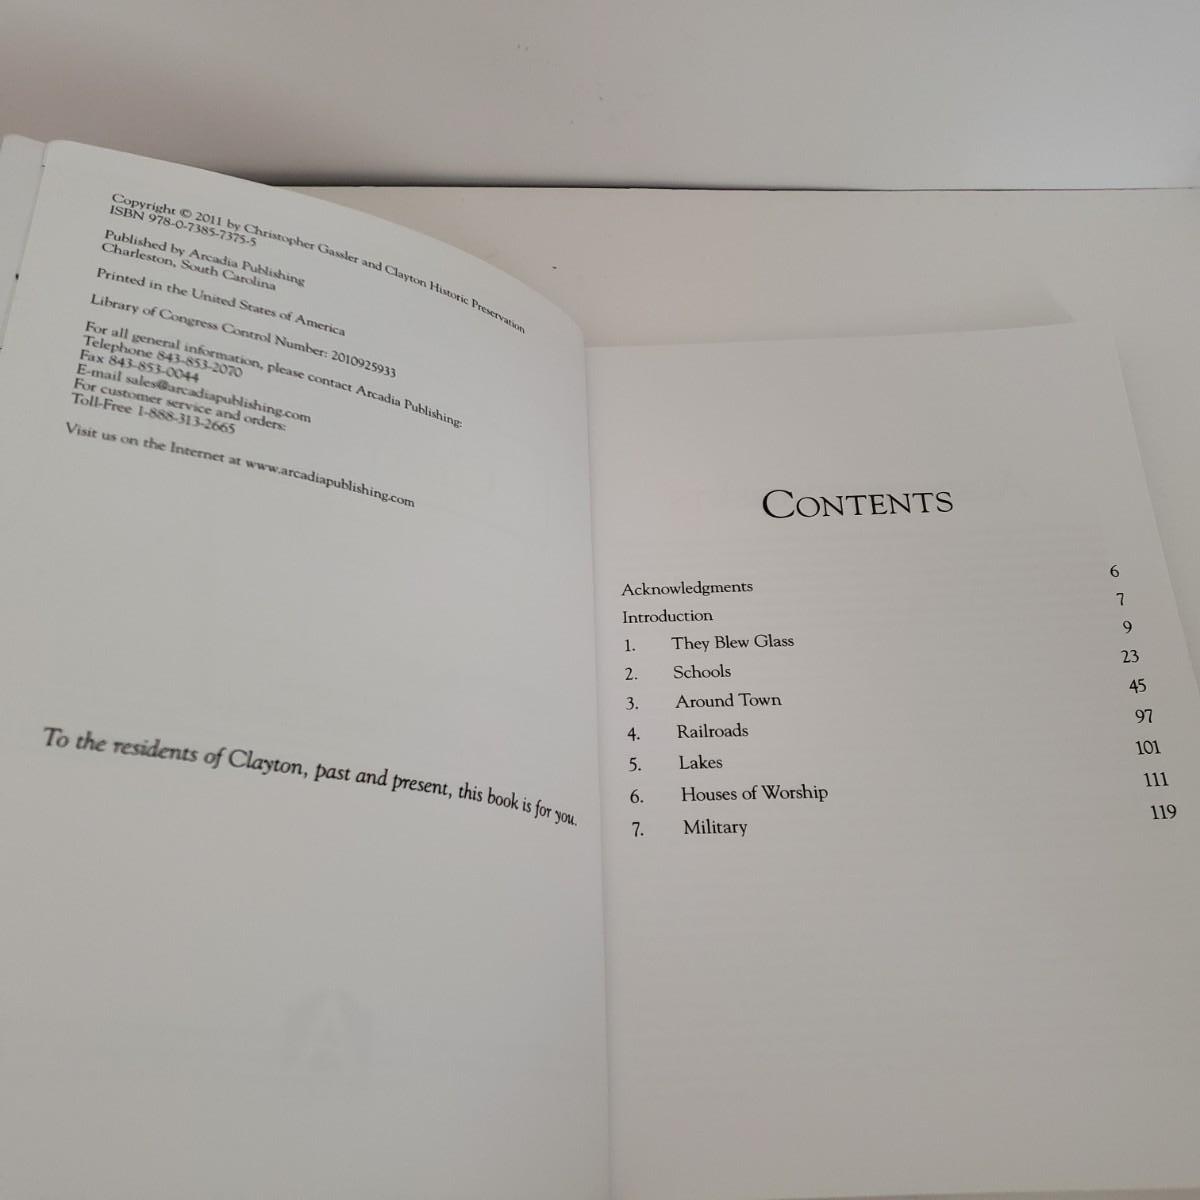 Copyright © 2011 by Christopher Gassler and Clayton Historic Preservation
ISBN 978-0-7385-7375-5
Published by Arcadia Publishing
Charleston, South Carolina
Printed in the United States of America
Library of Congress Control Number: 2010925933
For all general information, please contact Arcadia Publishing:
Telephone 843-853-2070
Fax 843-853-0044
E-mail sales@arcadiapublishing.com
For customer service and orders:
Toll-Free 1-888-313-2665
Visit us on the Internet at www.arcadiapublishing.com
To the residents of Clayton, past and present, this book is for you.
CONTENTS
Acknowledgments 6
Introduction 7
1. They Blew Glass 9
2. Schools 23
3. Around Town 45
4. Railroads 97
5. Lakes 101
6. Houses of Worship 111
7. Military 119